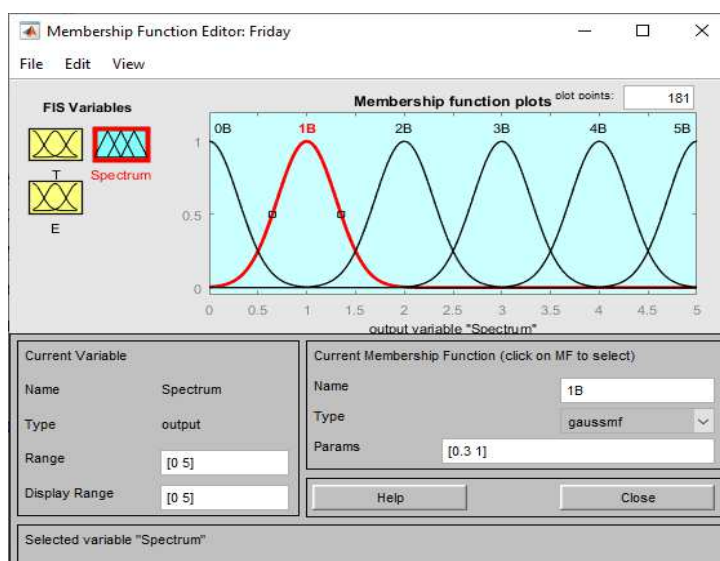 Membership Function Editor: Friday
File Edit View
FIS Variables
T
Spectrum
E
Membership function plots
plot points:
181
0B 1B 2B 3B 4B 5B
1
0.5
0
0 0.5 1 1.5 2 2.5 3 3.5 4 4.5 5
output variable "Spectrum"
Current Variable
Name Spectrum
Type output
Range [0 5]
Display Range [0 5]
Current Membership Function (click on MF to select)
Name 1B
Type gaussmf
Params [0.3 1]
Help Close
Selected variable "Spectrum"